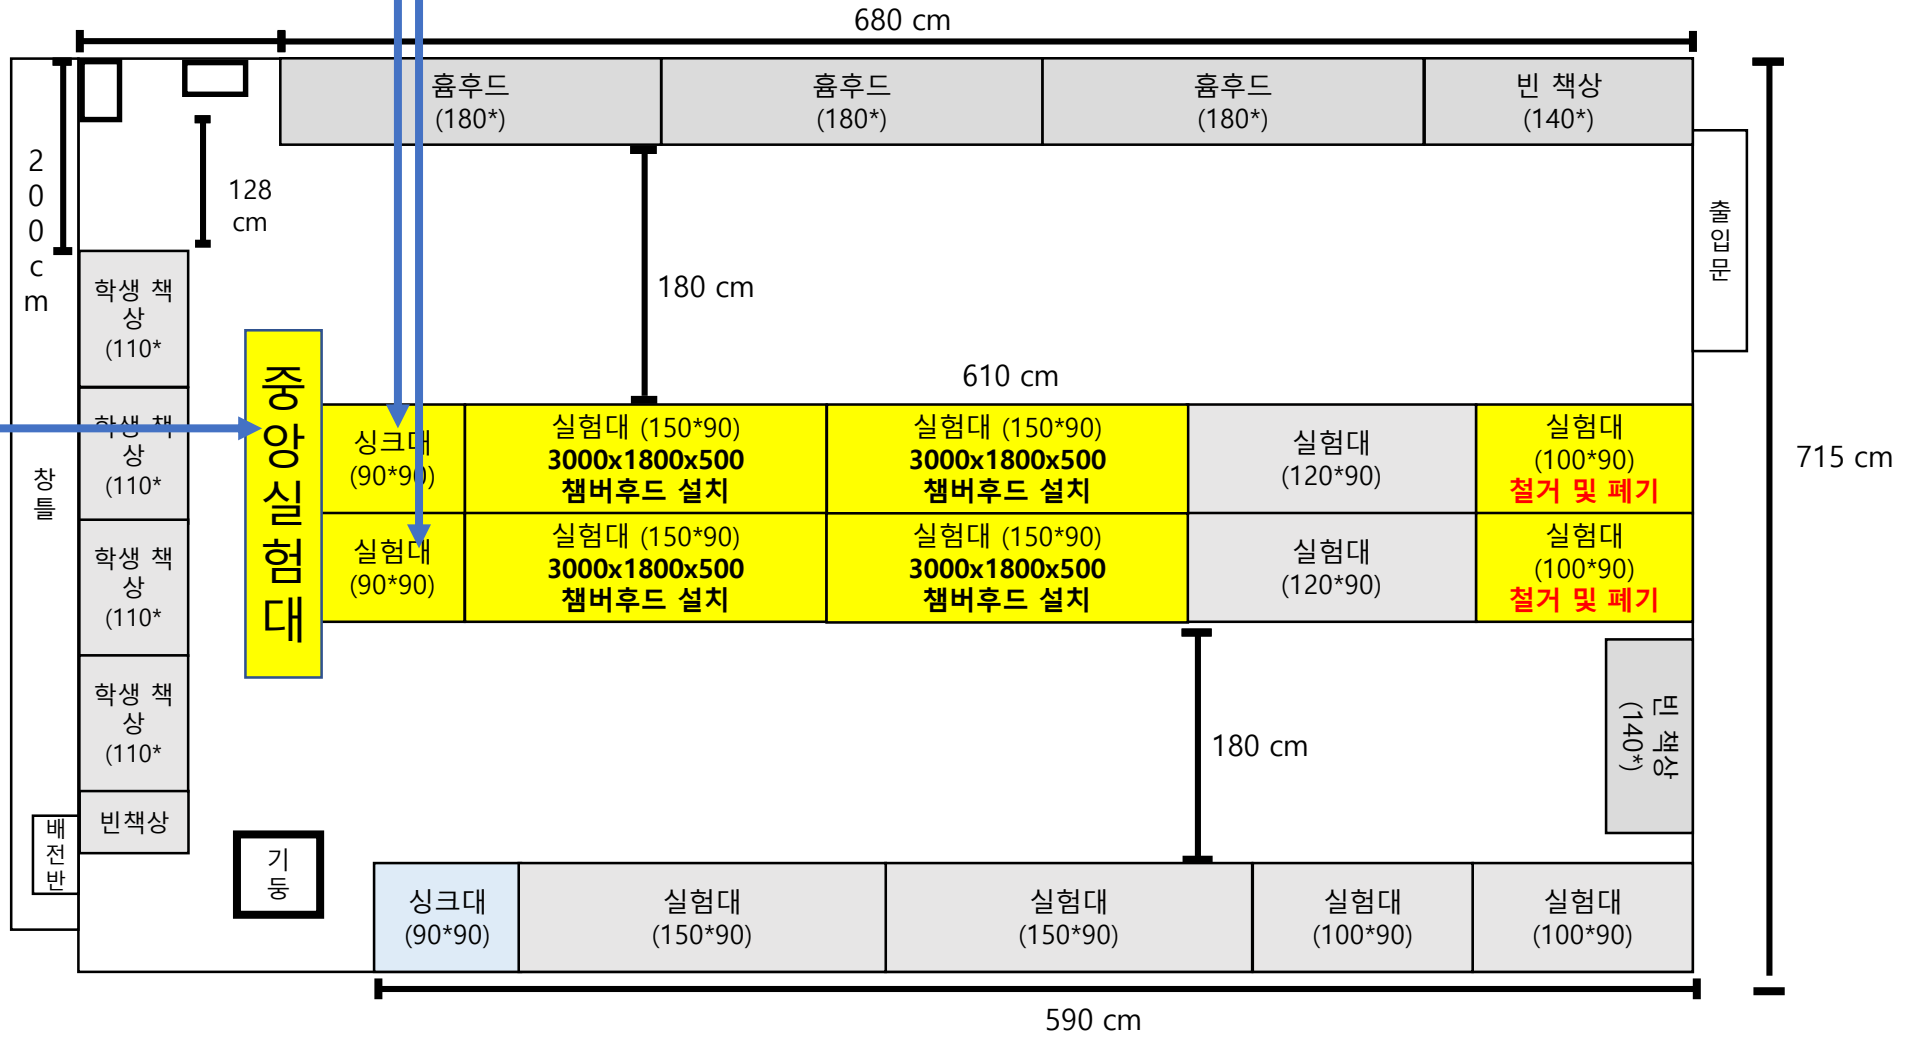 680 cm
흄후드
(180*)
흄후드
(180*)
흄후드
(180*)
빈 책상
(140*)
200cm
128
cm
출입문
180 cm
학생 책
상
(110*
610 cm
중앙실험대
싱크대
(90*90)
실험대 (150*90)
3000x1800x500
챔버후드 설치
실험대 (150*90)
3000x1800x500
챔버후드 설치
실험대
(120*90)
실험대
(100*90)
철거 및 폐기
715 cm
학생 책
상
(110*
창틀
실험대
(90*90)
실험대 (150*90)
3000x1800x500
챔버후드 설치
실험대 (150*90)
3000x1800x500
챔버후드 설치
실험대
(120*90)
실험대
(100*90)
철거 및 폐기
학생 책
상
(110*
학생 책
상
(110*
180 cm
빈 책상
(140*)
빈책상
배전반
기둥
싱크대
(90*90)
실험대
(150*90)
실험대
(150*90)
실험대
(100*90)
실험대
(100*90)
590 cm